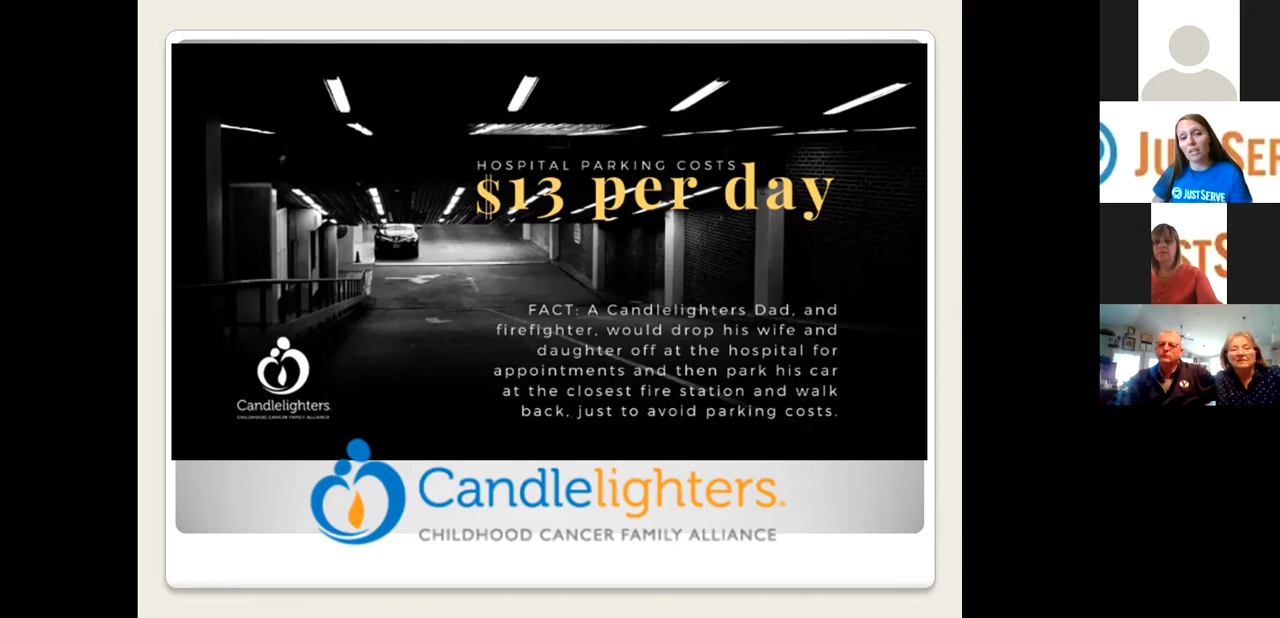 HOSPITAL PARKING COSTS
$13 per day
FACT: A Candlelighters Dad, and
firefighter, would drop his wife and
daughter off at the hospital for
appointments and then park his car
at the closest fire station and walk
back, just to avoid parking costs.
Candlelighters.
CHILDHOOD CANCER FAMILY ALLIANCE
Candlelighters.
CHILDHOOD CANCER FAMILY ALLIANCE
JUSTSER
JUSTSERVE
STS